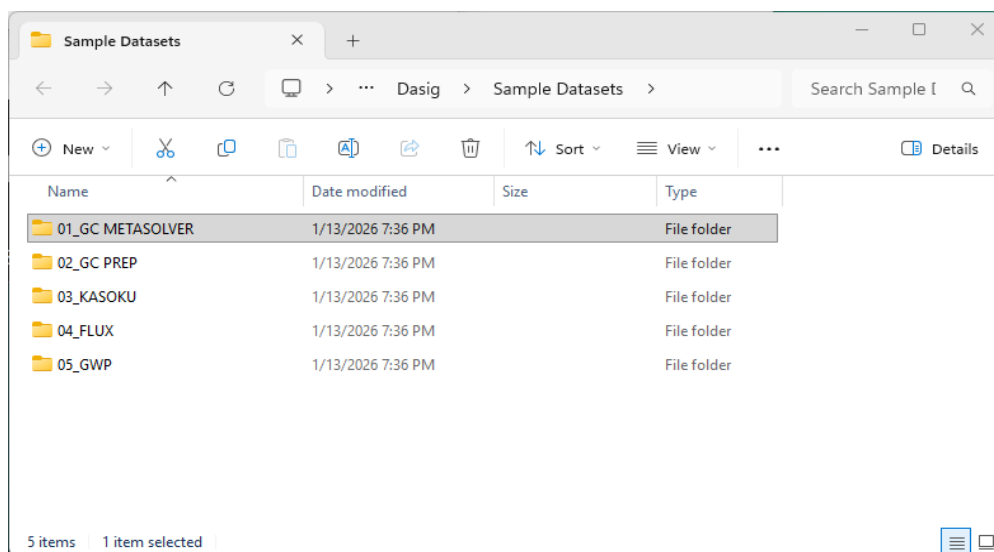 Sample Datasets
Dasig > Sample Datasets >
Search Sample D
New
Sort
View
Details
Name Date modified Size Type
01_GC METASOLVER 1/13/2026 7:36 PM File folder
02_GC PREP 1/13/2026 7:36 PM File folder
03_KASOKU 1/13/2026 7:36 PM File folder
04_FLUX 1/13/2026 7:36 PM File folder
05_GWP 1/13/2026 7:36 PM File folder
5 items 1 item selected